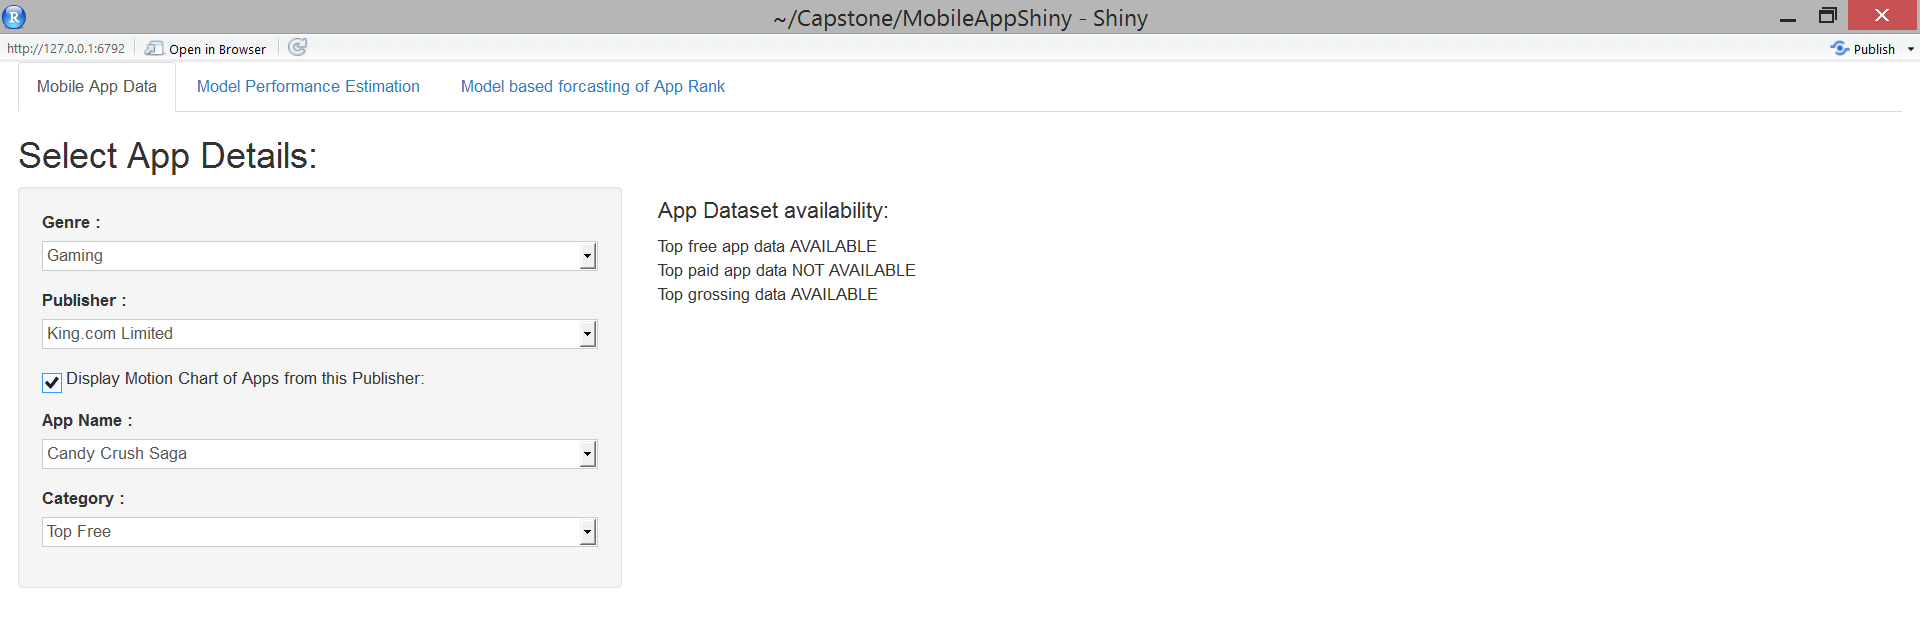 R
~/Capstone/MobileAppShiny - Shiny
http://127.0.0.1:6792 Open in Browser Publish
Mobile App Data Model Performance Estimation Model based forcasting of App Rank
Select App Details:
Genre :
Gaming
Publisher :
King.com Limited
Display Motion Chart of Apps from this Publisher:
App Name :
Candy Crush Saga
Category :
Top Free
App Dataset availability:
Top free app data AVAILABLE
Top paid app data NOT AVAILABLE
Top grossing data AVAILABLE